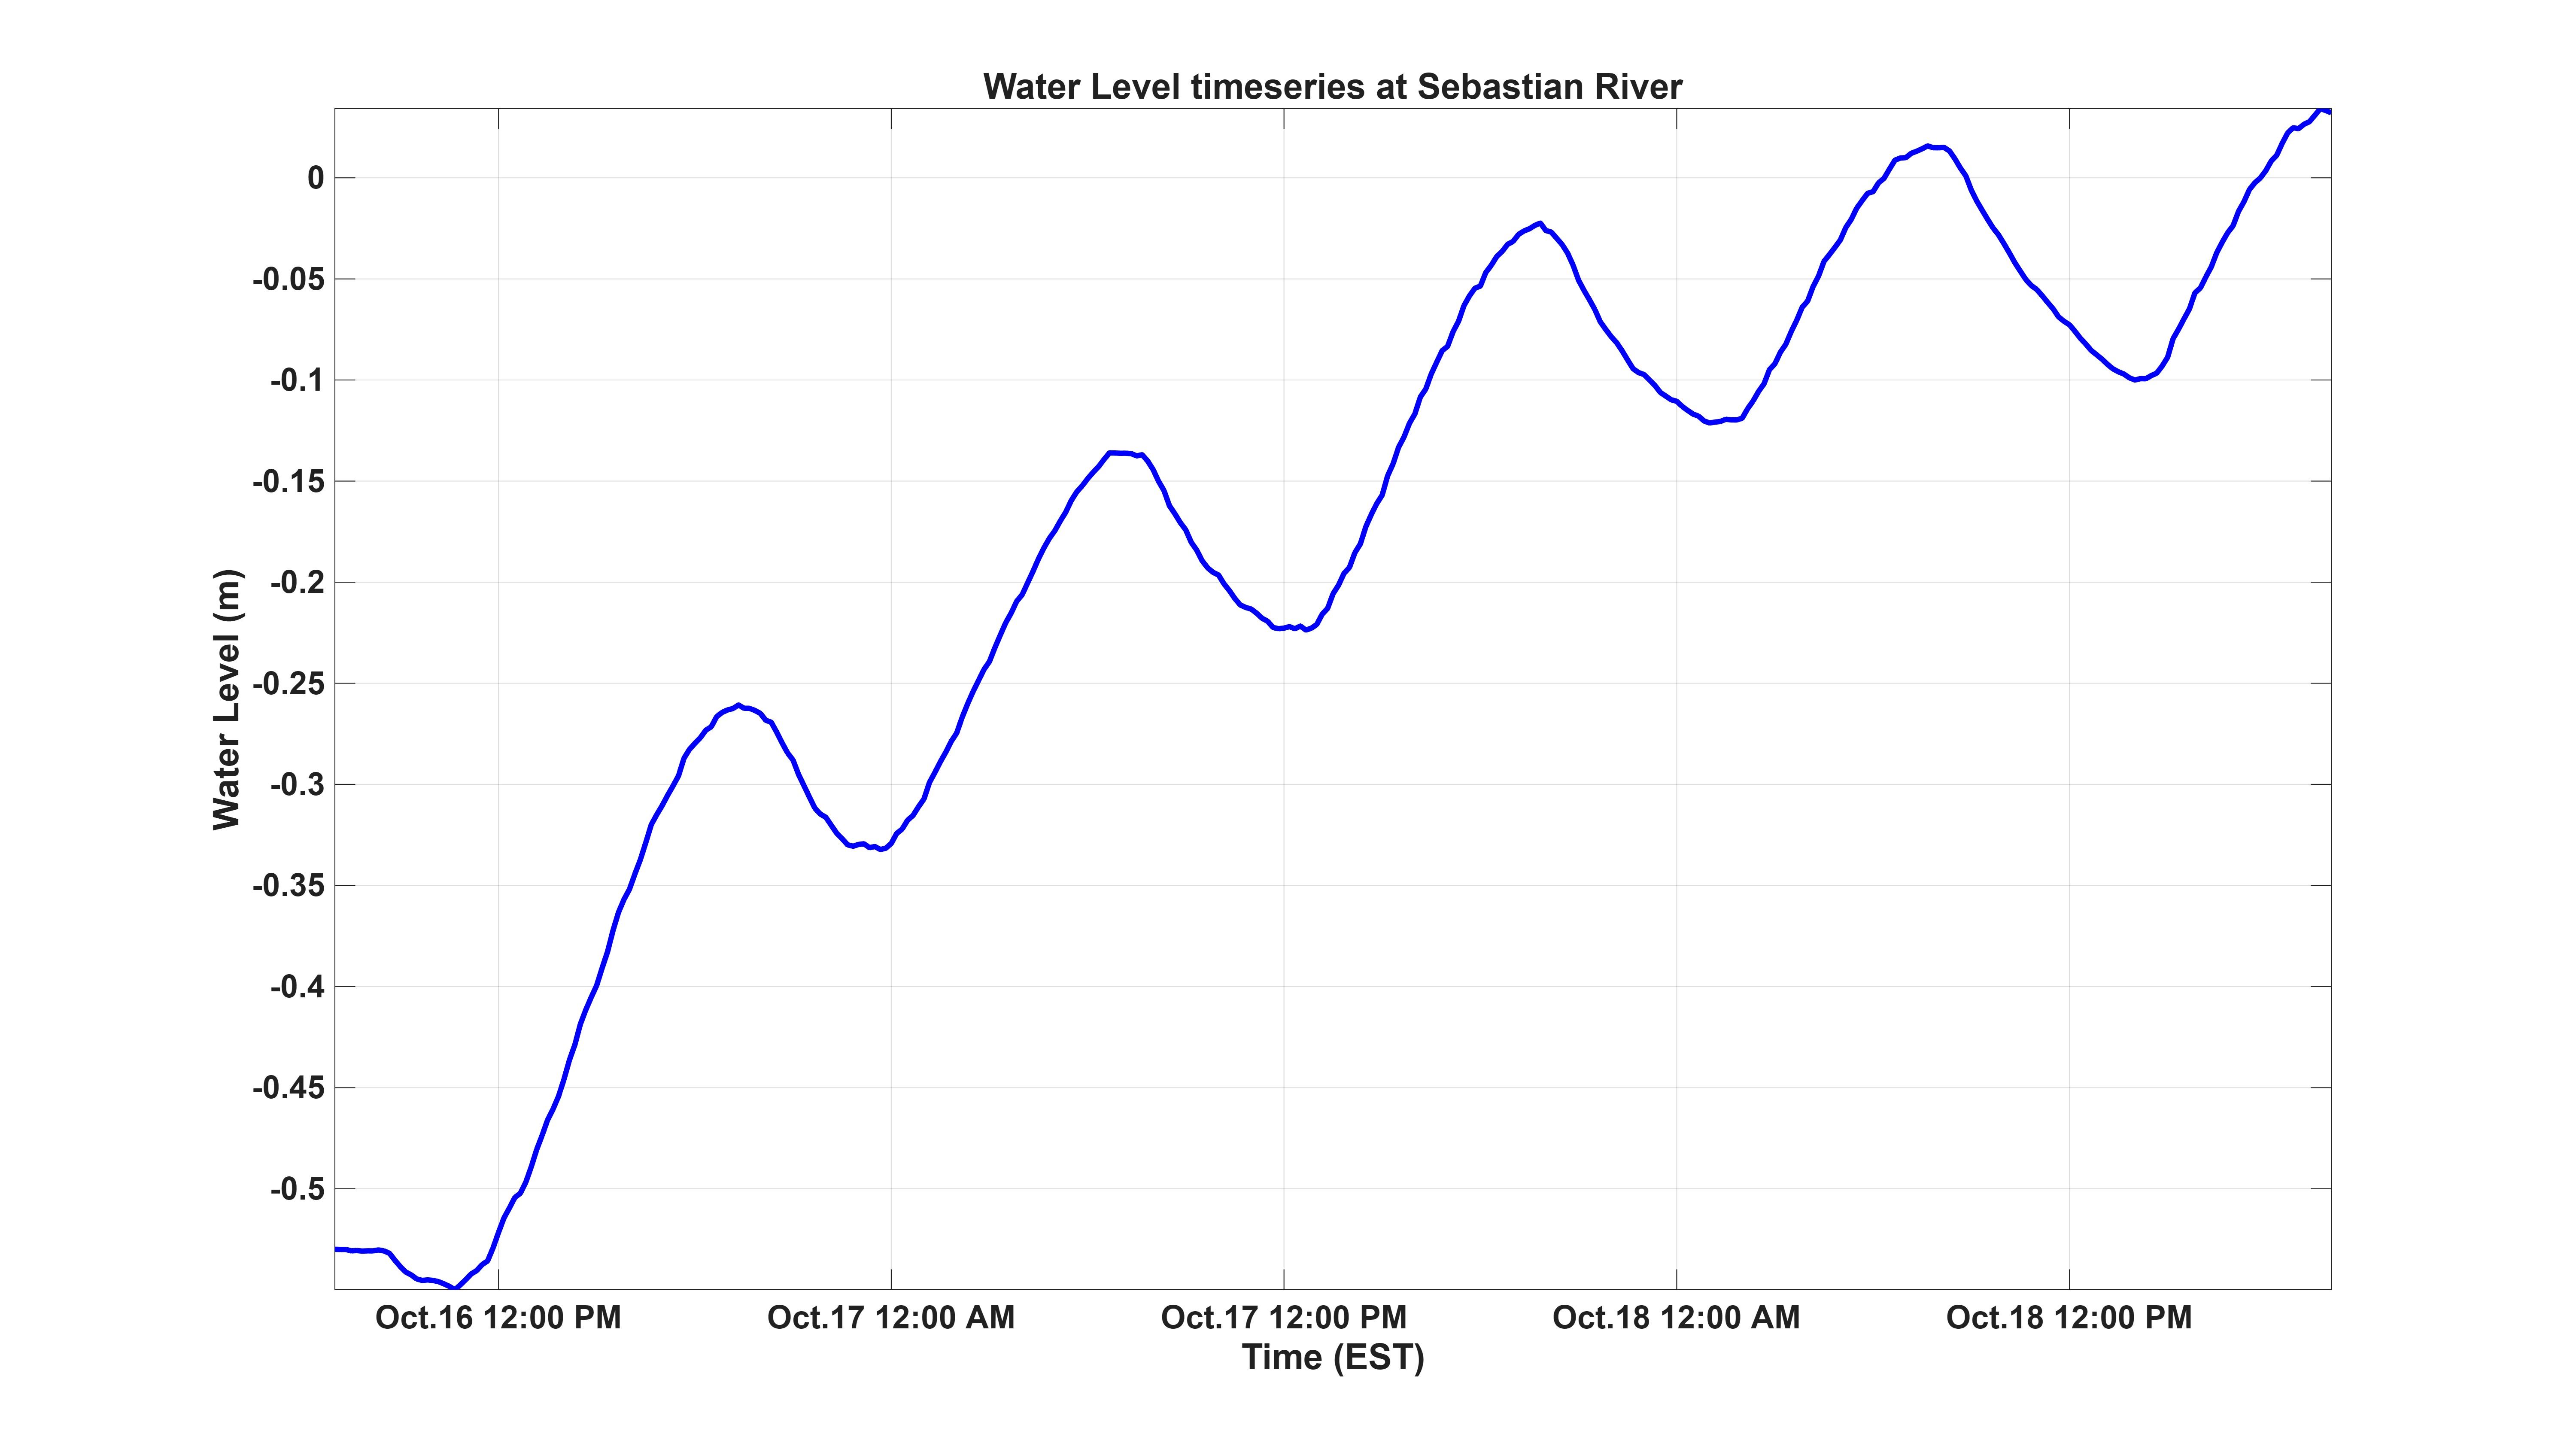 Water Level timeseries at Sebastian River
0
-0.05
-0.1
-0.15
-0.2
-0.25
-0.3
-0.35
-0.4
-0.45
-0.5
Water Level (m)
Oct.16 12:00 PM
Oct.17 12:00 AM
Oct.17 12:00 PM
Oct.18 12:00 AM
Oct.18 12:00 PM
Time (EST)